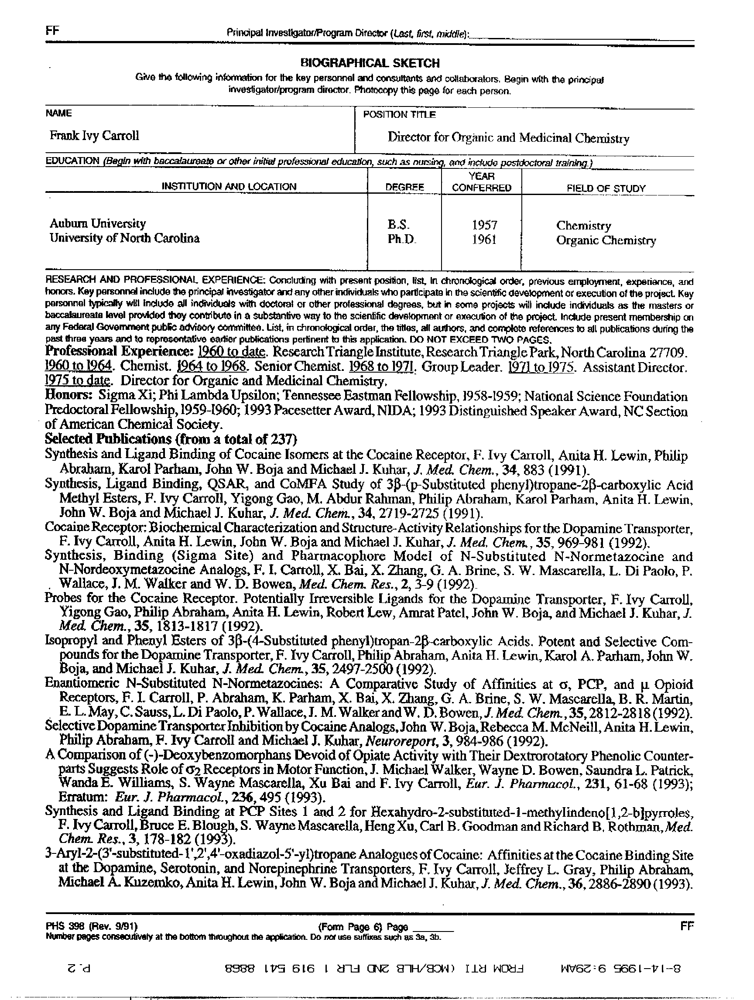 FF
Principal Investigator/Program Director (Last, first, middle):
BIOGRAPHICAL SKETCH
Give the following information for the key personnel and consultants and collaborators. Begin with the principal
investigator/program director. Photocopy this page for each person.
NAME
POSITION TITLE
Frank Ivy Carroll
Director for Organic and Medicinal Chemistry
EDUCATION (Begin with baccalaureate or other initial professional education, such as nursing, and include postdoctoral training.)
INSTITUTION AND LOCATION
DEGREE
YEAR
CONFERRED
FIELD OF STUDY
Auburn University B.S. 1957 Chemistry
University of North Carolina Ph.D. 1961 Organic Chemistry
RESEARCH AND PROFESSIONAL EXPERIENCE: Concluding with present position, list, in chronological order, previous employment, experience, and
honors. Key personnel include the principal investigator and any other individuals who participate in the scientific development or execution of the project. Key
personnel typically will include all individuals with doctoral or other professional degrees, but in some projects will include individuals as the masters or
baccalaureate level provided they contribute in a substantive way to the scientific development or execution of the project. Include present membership on
any Federal Government public advisory committee. List, in chronological order, the titles, all authors, and complete references to all publications during the
past three years and to representative earlier publications pertinent to this application. DO NOT EXCEED TWO PAGES.
Professional Experience: 1960 to date. Research Triangle Institute, Research Triangle Park, North Carolina 27709.
1960 to 1964. Chemist. 1964 to 1968. Senior Chemist. 1968 to 1971. Group Leader. 1971 to 1975. Assistant Director.
1975 to date. Director for Organic and Medicinal Chemistry.
Honors: Sigma Xi; Phi Lambda Upsilon; Tennessee Eastman Fellowship, 1958-1959; National Science Foundation
Predoctoral Fellowship, 1959-1960; 1993 Pacesetter Award, NIDA; 1993 Distinguished Speaker Award, NC Section
of American Chemical Society.
Selected Publications (from a total of 237)
Synthesis and Ligand Binding of Cocaine Isomers at the Cocaine Receptor, F. Ivy Carroll, Anita H. Lewin, Philip
Abraham, Karol Parham, John W. Boja and Michael J. Kuhar, J. Med. Chem., 34, 883 (1991).
Synthesis, Ligand Binding, QSAR, and CoMFA Study of 3β-(p-Substituted phenyl)tropane-2β-carboxylic Acid
Methyl Esters, F. Ivy Carroll, Yigong Gao, M. Abdur Rahman, Philip Abraham, Karol Parham, Anita H. Lewin,
John W. Boja and Michael J. Kuhar, J. Med. Chem., 34, 2719-2725 (1991).
Cocaine Receptor: Biochemical Characterization and Structure-Activity Relationships for the Dopamine Transporter,
F. Ivy Carroll, Anita H. Lewin, John W. Boja and Michael J. Kuhar, J. Med. Chem., 35, 969-981 (1992).
Synthesis, Binding (Sigma Site) and Pharmacophore Model of N-Substituted N-Normetazocine and
N-Nordeoxymetazocine Analogs, F. I. Carroll, X. Bai, X. Zhang, G. A. Brine, S. W. Mascarella, L. Di Paolo, P.
Wallace, J. M. Walker and W. D. Bowen, Med. Chem. Res., 2, 3-9 (1992).
Probes for the Cocaine Receptor. Potentially Irreversible Ligands for the Dopamine Transporter, F. Ivy Carroll,
Yigong Gao, Philip Abraham, Anita H. Lewin, Robert Lew, Amrat Patel, John W. Boja, and Michael J. Kuhar, J.
Med. Chem., 35, 1813-1817 (1992).
Isopropyl and Phenyl Esters of 3β-(4-Substituted phenyl)tropan-2β-carboxylic Acids. Potent and Selective Com-
pounds for the Dopamine Transporter, F. Ivy Carroll, Philip Abraham, Anita H. Lewin, Karol A. Parham, John W.
Boja, and Michael J. Kuhar, J. Med. Chem., 35, 2497-2500 (1992).
Enantiomeric N-Substituted N-Normetazocines: A Comparative Study of Affinities at σ, PCP, and μ Opioid
Receptors, F. I. Carroll, P. Abraham, K. Parham, X. Bai, X. Zhang, G. A. Brine, S. W. Mascarella, B. R. Martin,
E. L. May, C. Sauss, L. Di Paolo, P. Wallace, J. M. Walker and W. D. Bowen, J. Med. Chem., 35, 2812-2818 (1992).
Selective Dopamine Transporter Inhibition by Cocaine Analogs, John W. Boja, Rebecca M. McNeill, Anita H. Lewin,
Philip Abraham, F. Ivy Carroll and Michael J. Kuhar, Neuroreport, 3, 984-986 (1992).
A Comparison of (-)-Deoxybenzomorphans Devoid of Opiate Activity with Their Dextrorotatory Phenolic Counter-
parts Suggests Role of σ2 Receptors in Motor Function, J. Michael Walker, Wayne D. Bowen, Saundra L. Patrick,
Wanda E. Williams, S. Wayne Mascarella, Xu Bai and F. Ivy Carroll, Eur. J. Pharmacol., 231, 61-68 (1993);
Erratum: Eur. J. Pharmacol., 236, 495 (1993).
Synthesis and Ligand Binding at PCP Sites 1 and 2 for Hexahydro-2-substituted-1-methylindeno[1,2-b]pyrroles,
F. Ivy Carroll, Bruce E. Blough, S. Wayne Mascarella, Heng Xu, Carl B. Goodman and Richard B. Rothman, Med.
Chem. Res., 3, 178-182 (1993).
3-Aryl-2-(3'-substituted-1',2',4'-oxadiazol-5'-yl)tropane Analogues of Cocaine: Affinities at the Cocaine Binding Site
at the Dopamine, Serotonin, and Norepinephrine Transporters, F. Ivy Carroll, Jeffrey L. Gray, Philip Abraham,
Michael A. Kuzemko, Anita H. Lewin, John W. Boja and Michael J. Kuhar, J. Med. Chem., 36, 2886-2890 (1993).
PHS 398 (Rev. 9/91) (Form Page 6) Page ________ FF
Number pages consecutively at the bottom throughout the application. Do not use suffixes such as 3a, 3b.
8-14-1995 9:29AM FROM RTI (MCB/HLB 2ND FLR 1 919 541 8868 P. 2